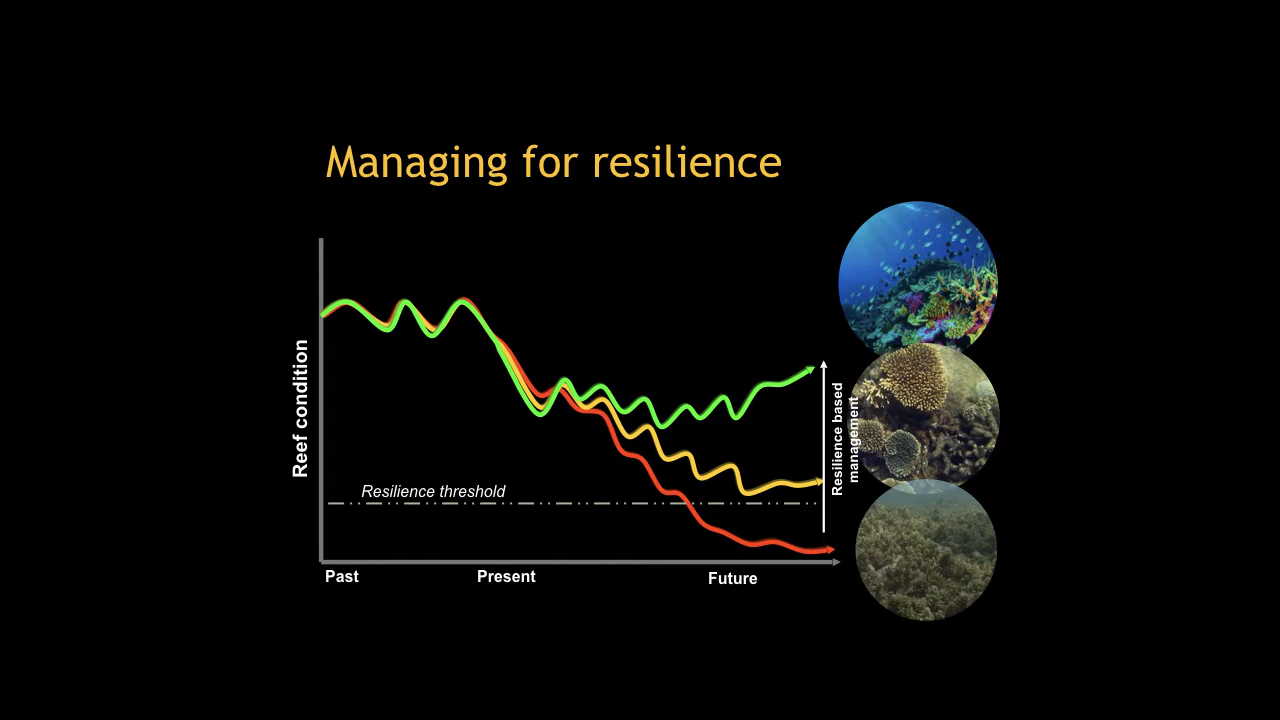 Managing for resilience
Reef condition
Resilience threshold
Resilience based
management
Past
Present
Future